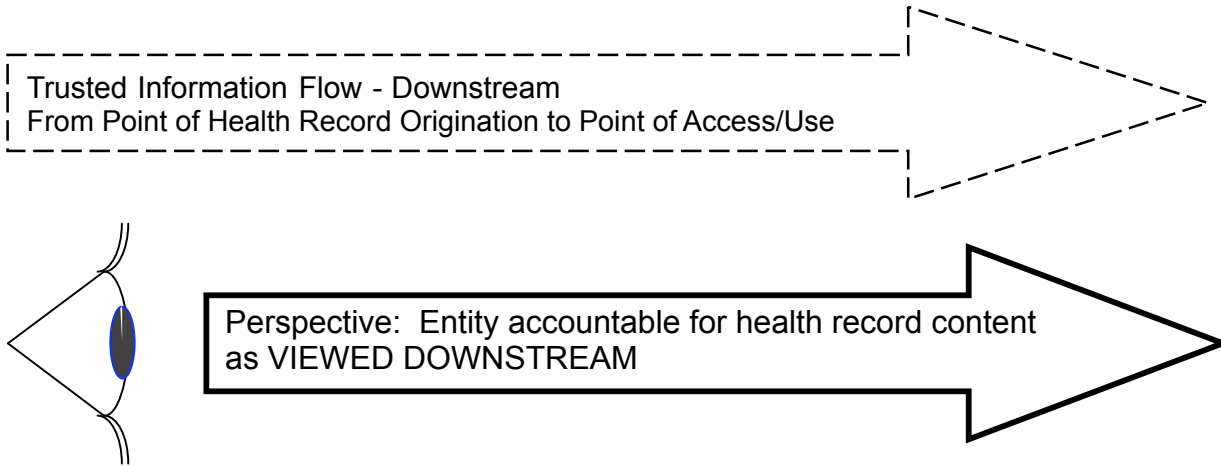 Trusted Information Flow - Downstream
From Point of Health Record Origination to Point of Access/Use
Perspective: Entity accountable for health record content
as VIEWED DOWNSTREAM